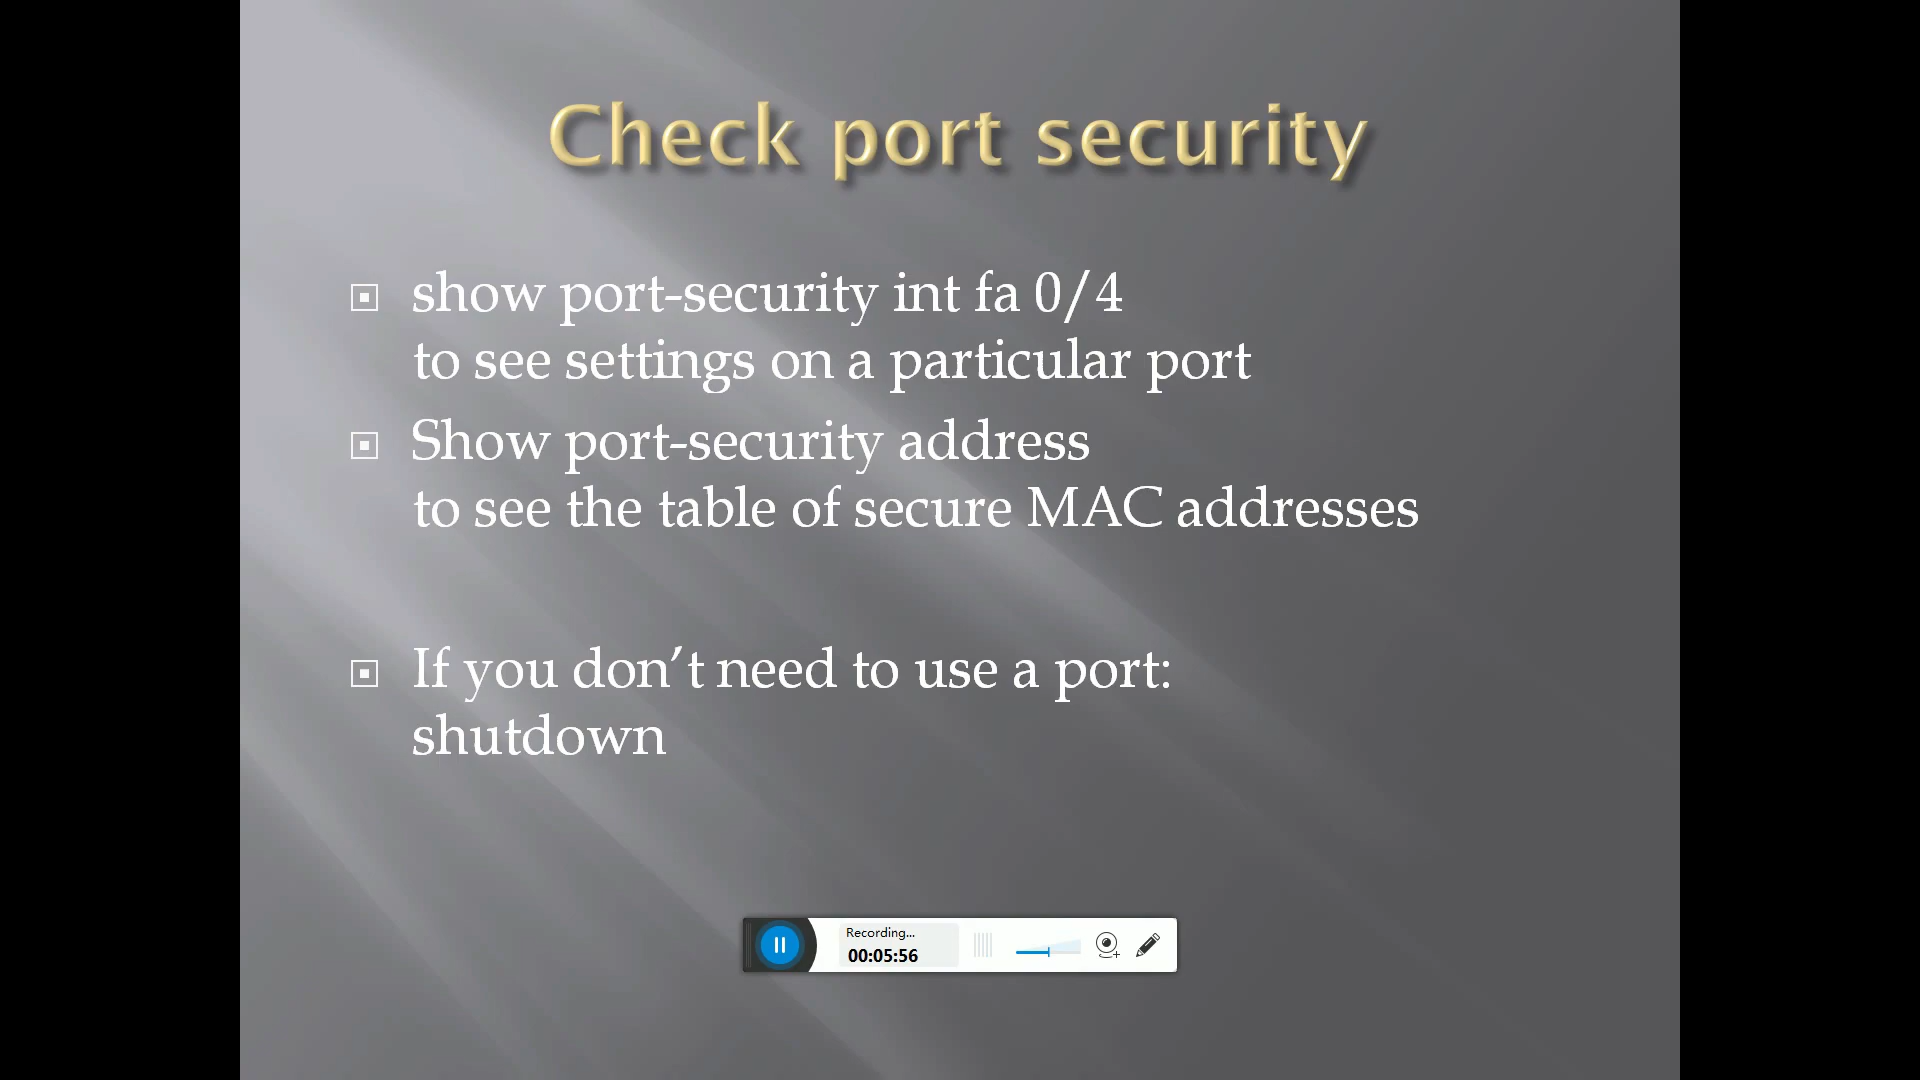 Check port security
show port-security int fa 0/4
to see settings on a particular port
Show port-security address
to see the table of secure MAC addresses
If you don’t need to use a port:
shutdown
Recording...
00:05:56